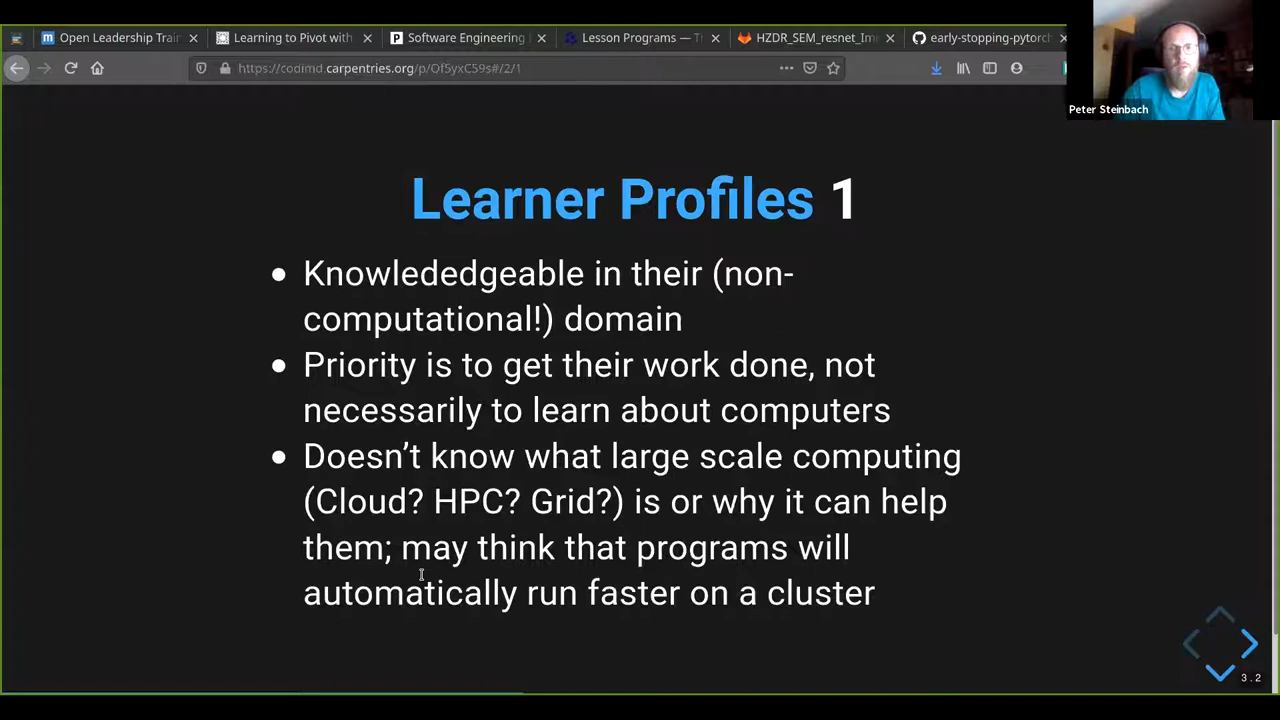 Open Leadership Train
Learning to Pivot with
Software Engineering
Lesson Programs — T
HZDR_SEM_resnet_Im
early-stopping-pytorch
https://codimd.carpentries.org/p/Of5yxC59s#/2/1
Peter Steinbach
Learner Profiles 1
Knowlededgeable in their (non-
computational!) domain
Priority is to get their work done, not
necessarily to learn about computers
Doesn’t know what large scale computing
(Cloud? HPC? Grid?) is or why it can help
them; may think that programs will
automatically run faster on a cluster
3.2